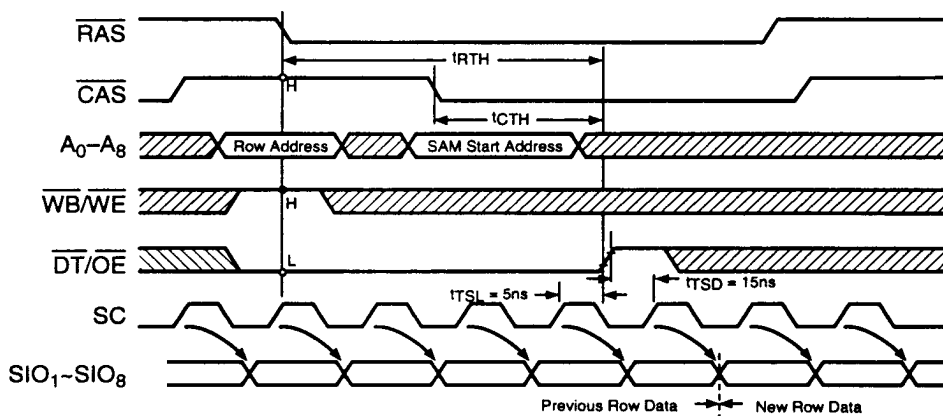 RAS
tRTH
CAS
H
tCTH
A0–A8
Row Address
SAM Start Address
WB/WE
H
DT/OE
L
tTSL = 5ns
tTSD = 15ns
SC
SIO1~SIO8
Previous Row Data
New Row Data